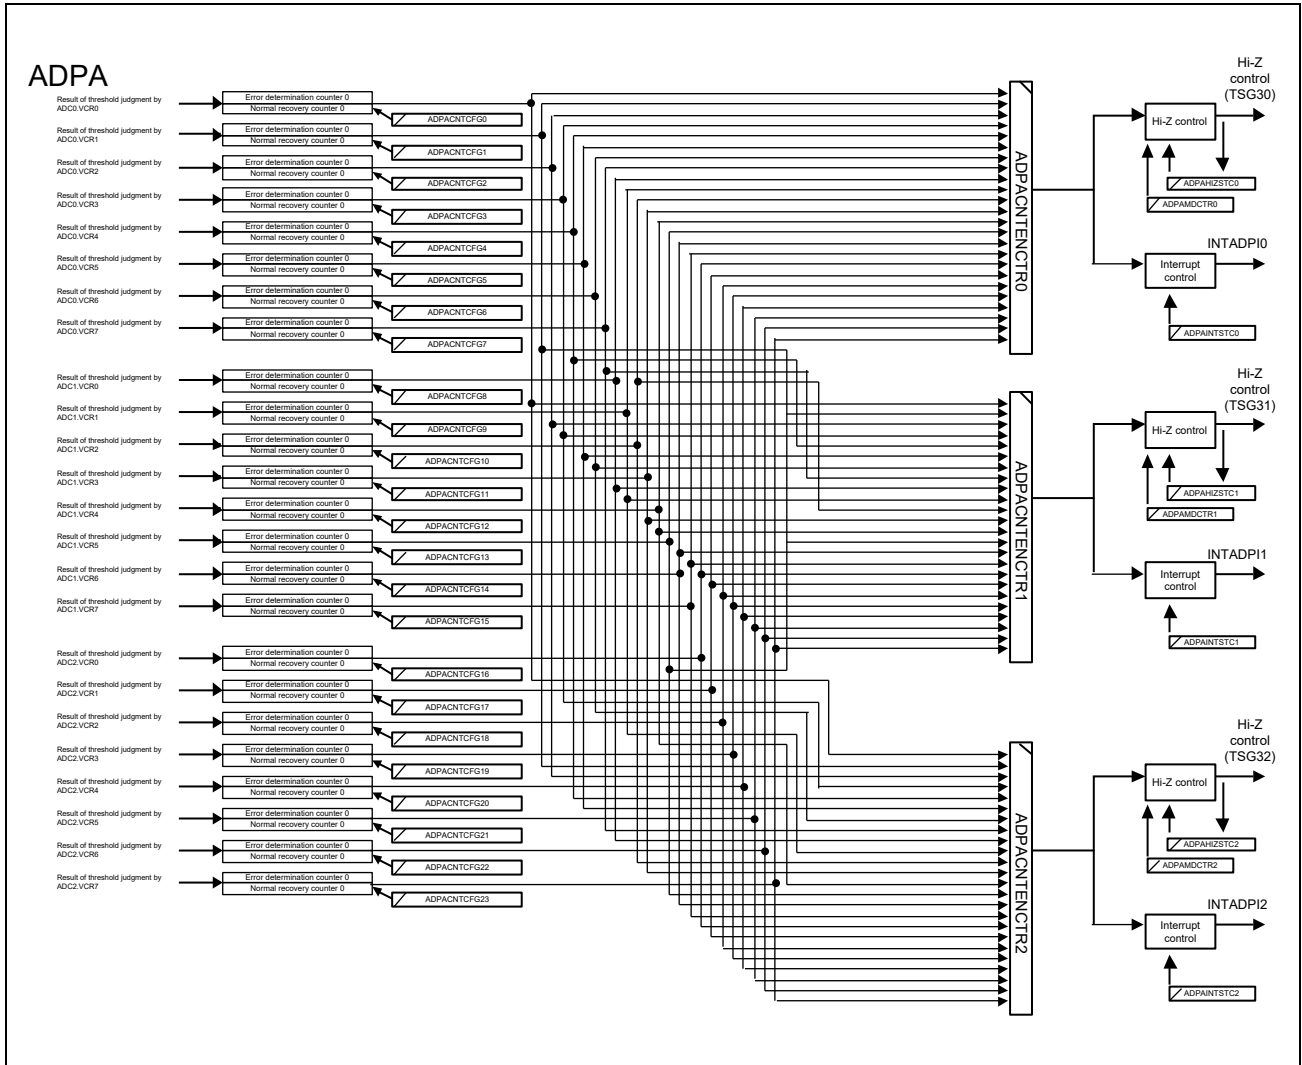 ADPA
Result of threshold judgment by
ADC0.VCR0
Error determination counter 0
Normal recovery counter 0
ADPACNTCFG0
Result of threshold judgment by
ADC0.VCR1
Error determination counter 0
Normal recovery counter 0
ADPACNTCFG1
Result of threshold judgment by
ADC0.VCR2
Error determination counter 0
Normal recovery counter 0
ADPACNTCFG2
Result of threshold judgment by
ADC0.VCR3
Error determination counter 0
Normal recovery counter 0
ADPACNTCFG3
Result of threshold judgment by
ADC0.VCR4
Error determination counter 0
Normal recovery counter 0
ADPACNTCFG4
Result of threshold judgment by
ADC0.VCR5
Error determination counter 0
Normal recovery counter 0
ADPACNTCFG5
Result of threshold judgment by
ADC0.VCR6
Error determination counter 0
Normal recovery counter 0
ADPACNTCFG6
Result of threshold judgment by
ADC0.VCR7
Error determination counter 0
Normal recovery counter 0
ADPACNTCFG7
Result of threshold judgment by
ADC1.VCR0
Error determination counter 0
Normal recovery counter 0
ADPACNTCFG8
Result of threshold judgment by
ADC1.VCR1
Error determination counter 0
Normal recovery counter 0
ADPACNTCFG9
Result of threshold judgment by
ADC1.VCR2
Error determination counter 0
Normal recovery counter 0
ADPACNTCFG10
Result of threshold judgment by
ADC1.VCR3
Error determination counter 0
Normal recovery counter 0
ADPACNTCFG11
Result of threshold judgment by
ADC1.VCR4
Error determination counter 0
Normal recovery counter 0
ADPACNTCFG12
Result of threshold judgment by
ADC1.VCR5
Error determination counter 0
Normal recovery counter 0
ADPACNTCFG13
Result of threshold judgment by
ADC1.VCR6
Error determination counter 0
Normal recovery counter 0
ADPACNTCFG14
Result of threshold judgment by
ADC1.VCR7
Error determination counter 0
Normal recovery counter 0
ADPACNTCFG15
Result of threshold judgment by
ADC2.VCR0
Error determination counter 0
Normal recovery counter 0
ADPACNTCFG16
Result of threshold judgment by
ADC2.VCR1
Error determination counter 0
Normal recovery counter 0
ADPACNTCFG17
Result of threshold judgment by
ADC2.VCR2
Error determination counter 0
Normal recovery counter 0
ADPACNTCFG18
Result of threshold judgment by
ADC2.VCR3
Error determination counter 0
Normal recovery counter 0
ADPACNTCFG19
Result of threshold judgment by
ADC2.VCR4
Error determination counter 0
Normal recovery counter 0
ADPACNTCFG20
Result of threshold judgment by
ADC2.VCR5
Error determination counter 0
Normal recovery counter 0
ADPACNTCFG21
Result of threshold judgment by
ADC2.VCR6
Error determination counter 0
Normal recovery counter 0
ADPACNTCFG22
Result of threshold judgment by
ADC2.VCR7
Error determination counter 0
Normal recovery counter 0
ADPACNTCFG23
ADPACNTENCTR0
Hi-Z
control
(TSG30)
Hi-Z control
ADPAHIZSTC0
ADPAMDCTR0
INTADPI0
Interrupt
control
ADPAINTSTC0
ADPACNTENCTR1
Hi-Z
control
(TSG31)
Hi-Z control
ADPAHIZSTC1
ADPAMDCTR1
INTADPI1
Interrupt
control
ADPAINTSTC1
ADPACNTENCTR2
Hi-Z
control
(TSG32)
Hi-Z control
ADPAHIZSTC2
ADPAMDCTR2
INTADPI2
Interrupt
control
ADPAINTSTC2